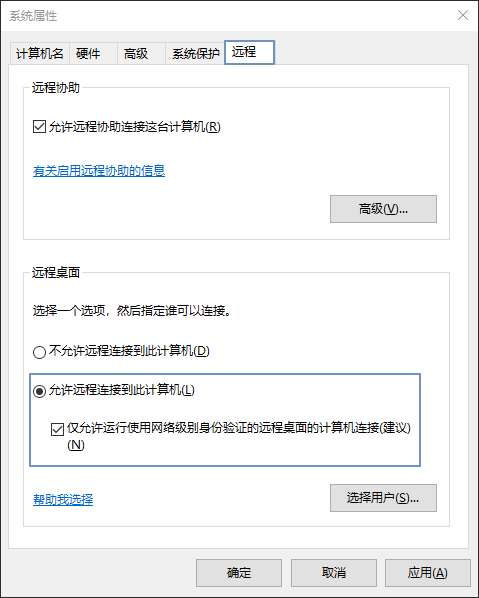 系统属性
计算机名 硬件 高级 系统保护 远程
远程协助
允许远程协助连接这台计算机(R)
有关启用远程协助的信息
高级(V)...
远程桌面
选择一个选项，然后指定谁可以连接。
不允许远程连接到此计算机(D)
允许远程连接到此计算机(L)
仅允许运行使用网络级别身份验证的远程桌面的计算机连接(建议)
(N)
帮助我选择 选择用户(S)...
确定 取消 应用(A)